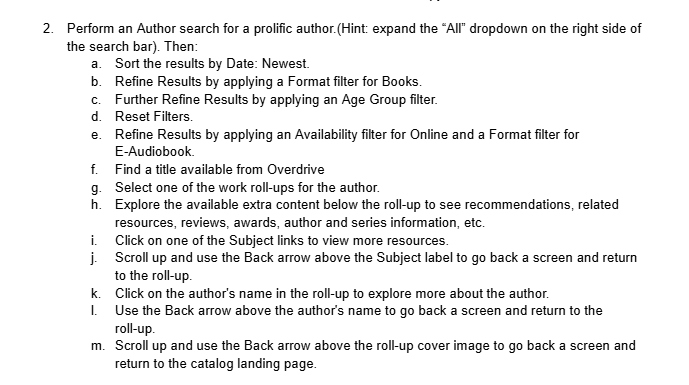 2. Perform an Author search for a prolific author.(Hint: expand the “All” dropdown on the right side of
the search bar). Then:
a. Sort the results by Date: Newest.
b. Refine Results by applying a Format filter for Books.
c. Further Refine Results by applying an Age Group filter.
d. Reset Filters.
e. Refine Results by applying an Availability filter for Online and a Format filter for
E-Audiobook.
f. Find a title available from Overdrive
g. Select one of the work roll-ups for the author.
h. Explore the available extra content below the roll-up to see recommendations, related
resources, reviews, awards, author and series information, etc.
i. Click on one of the Subject links to view more resources.
j. Scroll up and use the Back arrow above the Subject label to go back a screen and return
to the roll-up.
k. Click on the author's name in the roll-up to explore more about the author.
l. Use the Back arrow above the author's name to go back a screen and return to the
roll-up.
m. Scroll up and use the Back arrow above the roll-up cover image to go back a screen and
return to the catalog landing page.